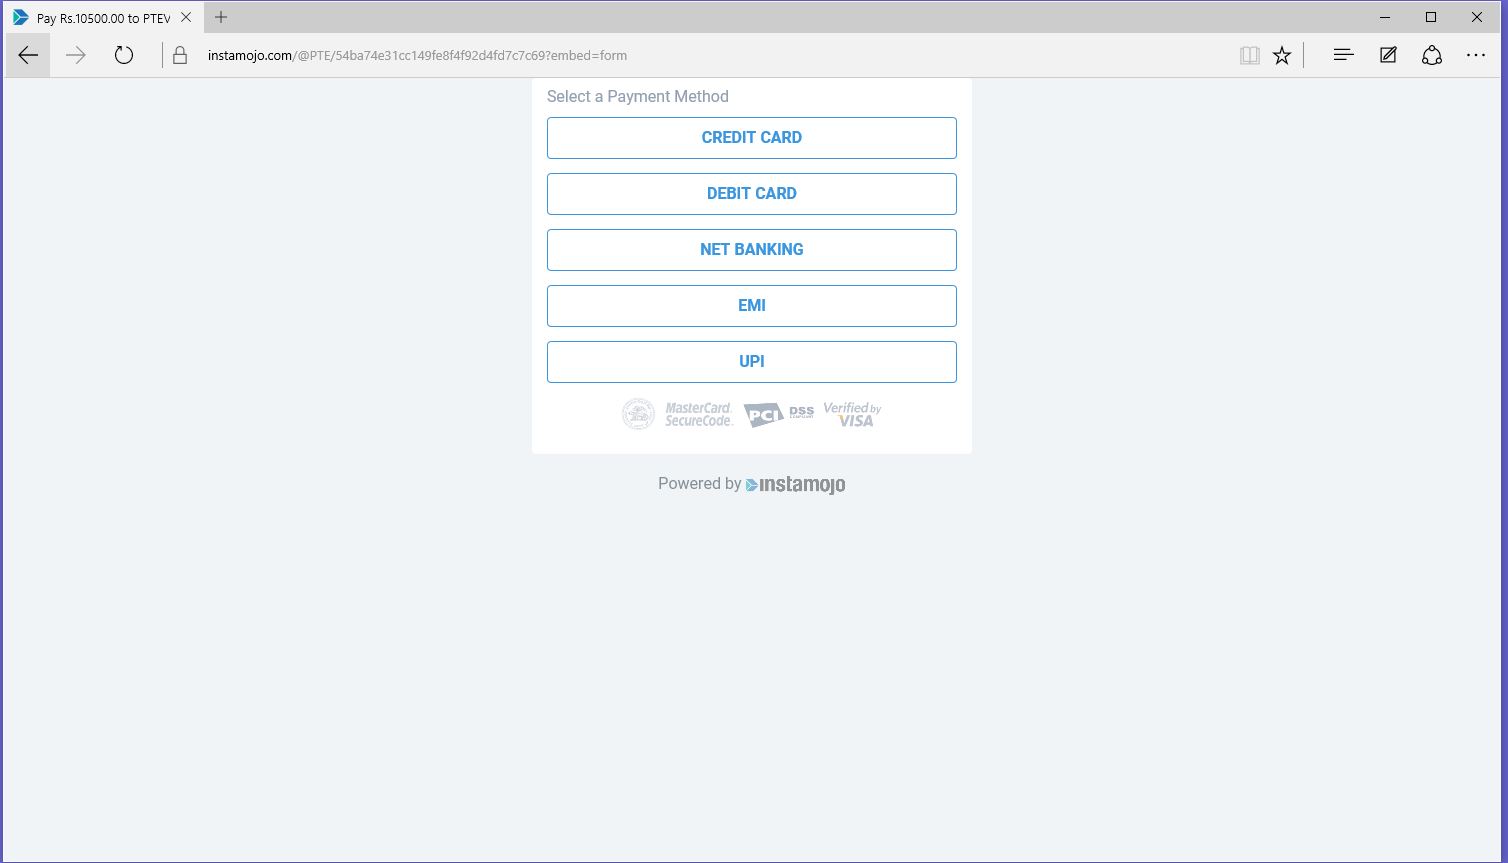 Pay Rs.10500.00 to PTEV
instamojo.com/@PTE/54ba74e31cc149fe8f4f92d4fd7c7c69?embed=form
Select a Payment Method
CREDIT CARD
DEBIT CARD
NET BANKING
EMI
UPI
MasterCard.
SecureCode.
PCI
DSS
COMPLIANT
Verified by
VISA
Powered by instamojo